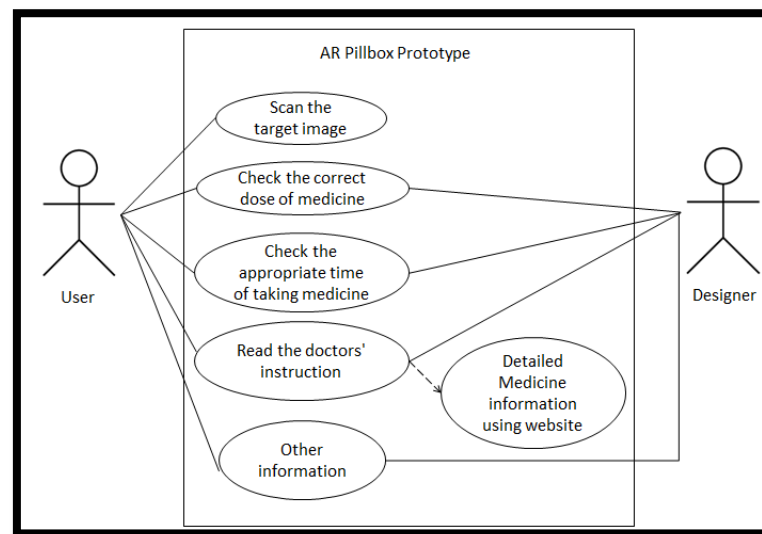 AR Pillbox Prototype
Scan the
target image
Check the correct
dose of medicine
Check the
appropriate time
of taking medicine
User
Designer
Read the doctors'
instruction
Detailed
Medicine
information
using website
Other
information